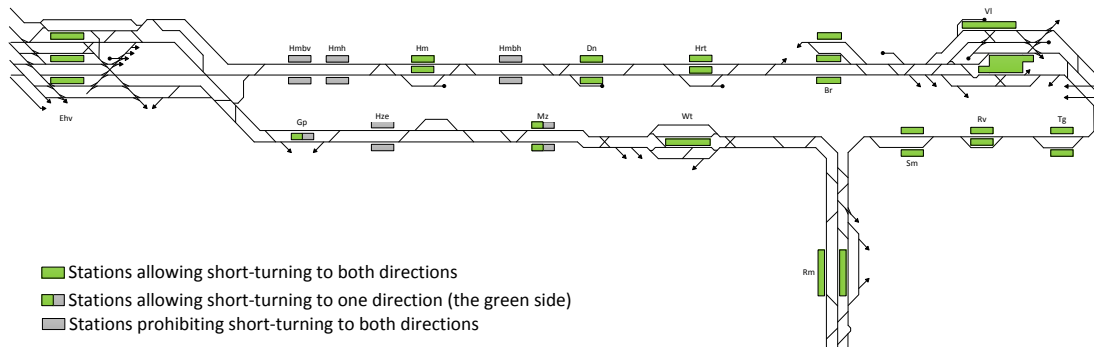 Vl
Hmbv Hmh Hm Hmbh Dn Hrt
Br
Ehv
Gp Hze Mz Wt Rv Tg
Sm
Rm
Stations allowing short-turning to both directions
Stations allowing short-turning to one direction (the green side)
Stations prohibiting short-turning to both directions